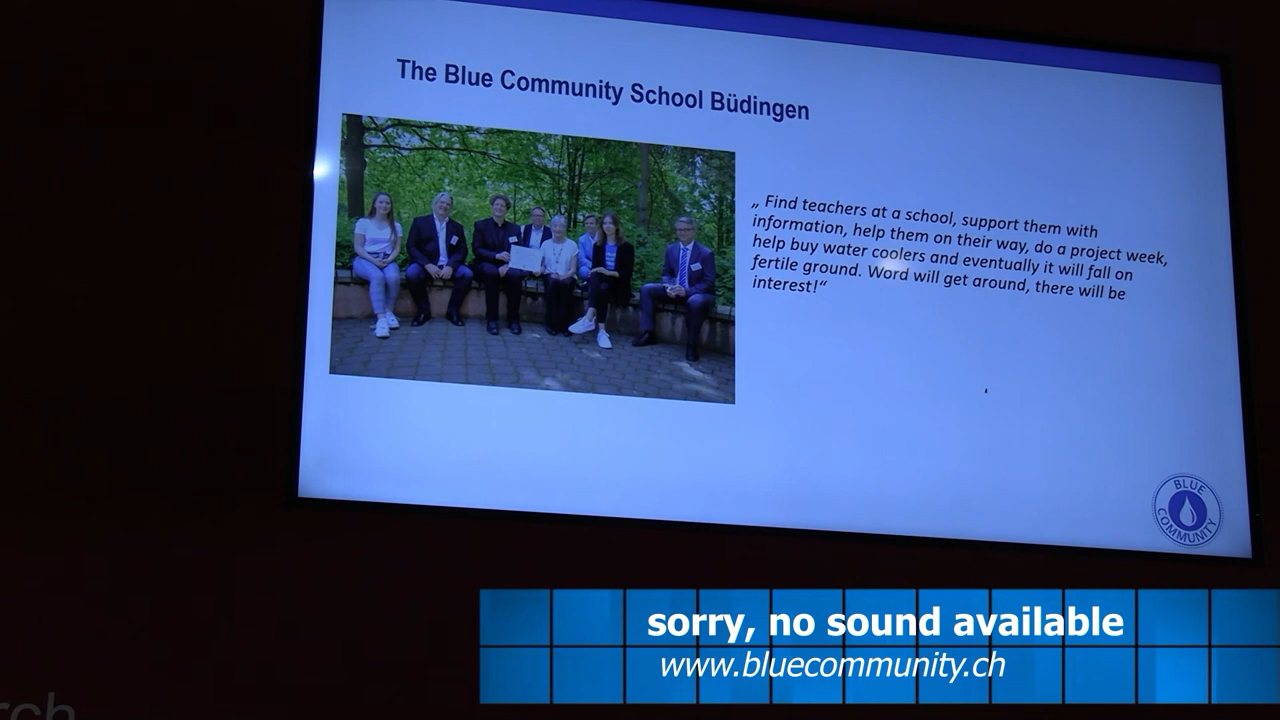 The Blue Community School Büdingen
„ Find teachers at a school, support them with
information, help them on their way, do a project week,
help buy water coolers and eventually it will fall on
fertile ground. Word will get around, there will be
interest!“
BLUE
COMMUNITY
sorry, no sound available
www.bluecommunity.ch
rch